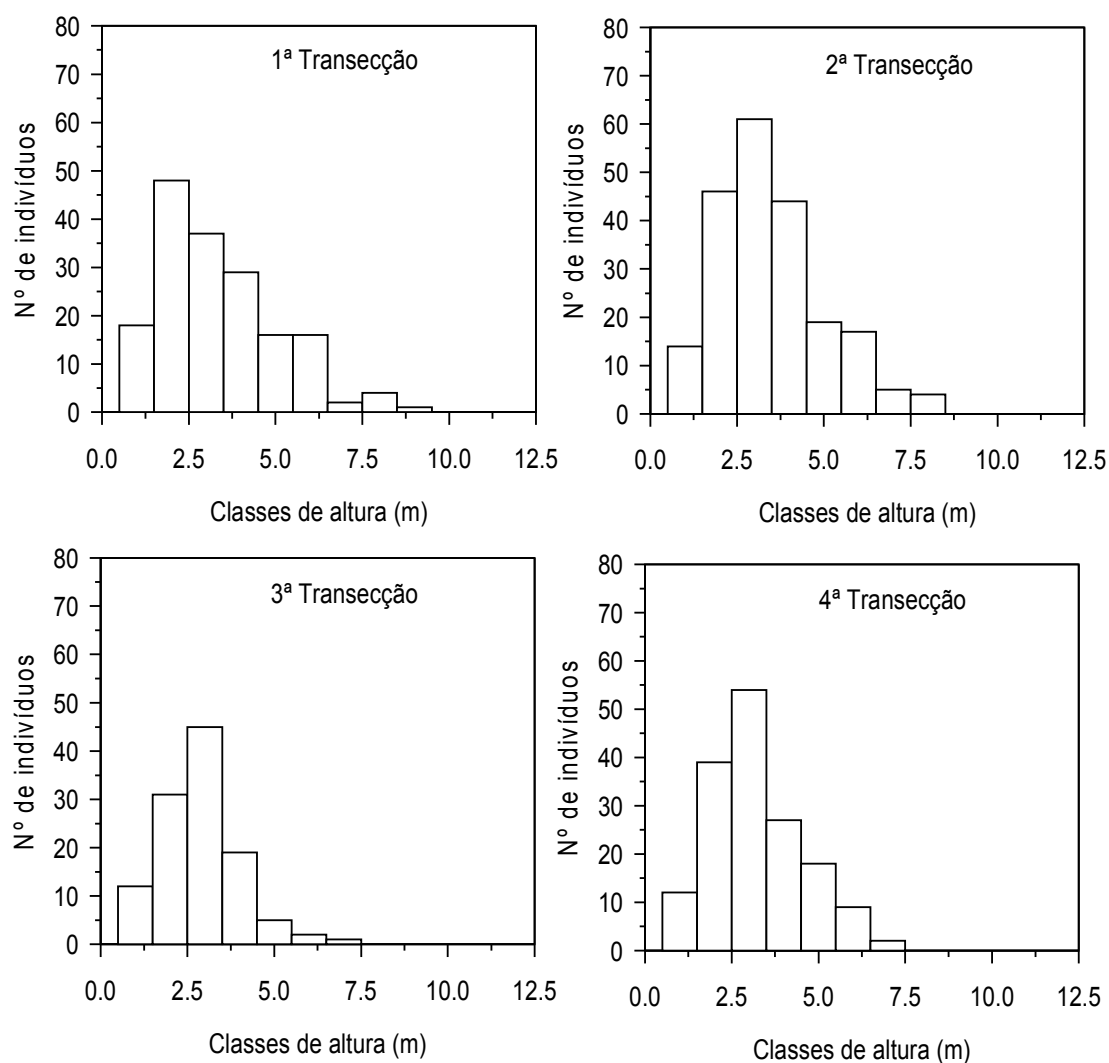 1ª Transecção
Nº de indivíduos
80
70
60
50
40
30
20
10
0
0.0 2.5 5.0 7.5 10.0 12.5
Classes de altura (m)
2ª Transecção
Nº de indivíduos
80
70
60
50
40
30
20
10
0
0.0 2.5 5.0 7.5 10.0 12.5
Classes de altura (m)
3ª Transecção
Nº de indivíduos
80
70
60
50
40
30
20
10
0
0.0 2.5 5.0 7.5 10.0 12.5
Classes de altura (m)
4ª Transecção
Nº de indivíduos
80
70
60
50
40
30
20
10
0
0.0 2.5 5.0 7.5 10.0 12.5
Classes de altura (m)